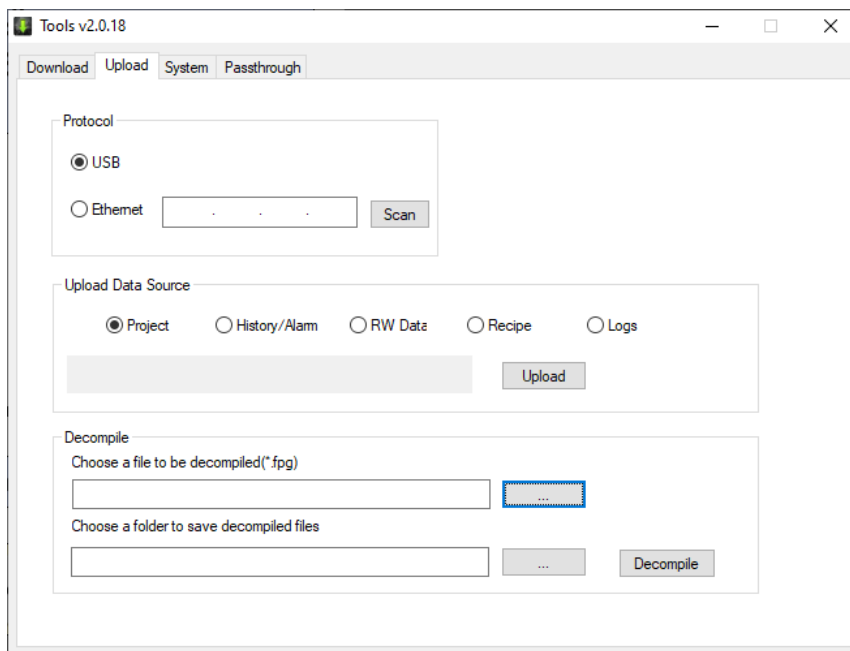 Tools v2.0.18
Download Upload System Passthrough
Protocol
USB
Ethernet . . . Scan
Upload Data Source
Project History/Alarm RW Data Recipe Logs
Upload
Decompile
Choose a file to be decompiled(*.fpg)
...
Choose a folder to save decompiled files
... Decompile